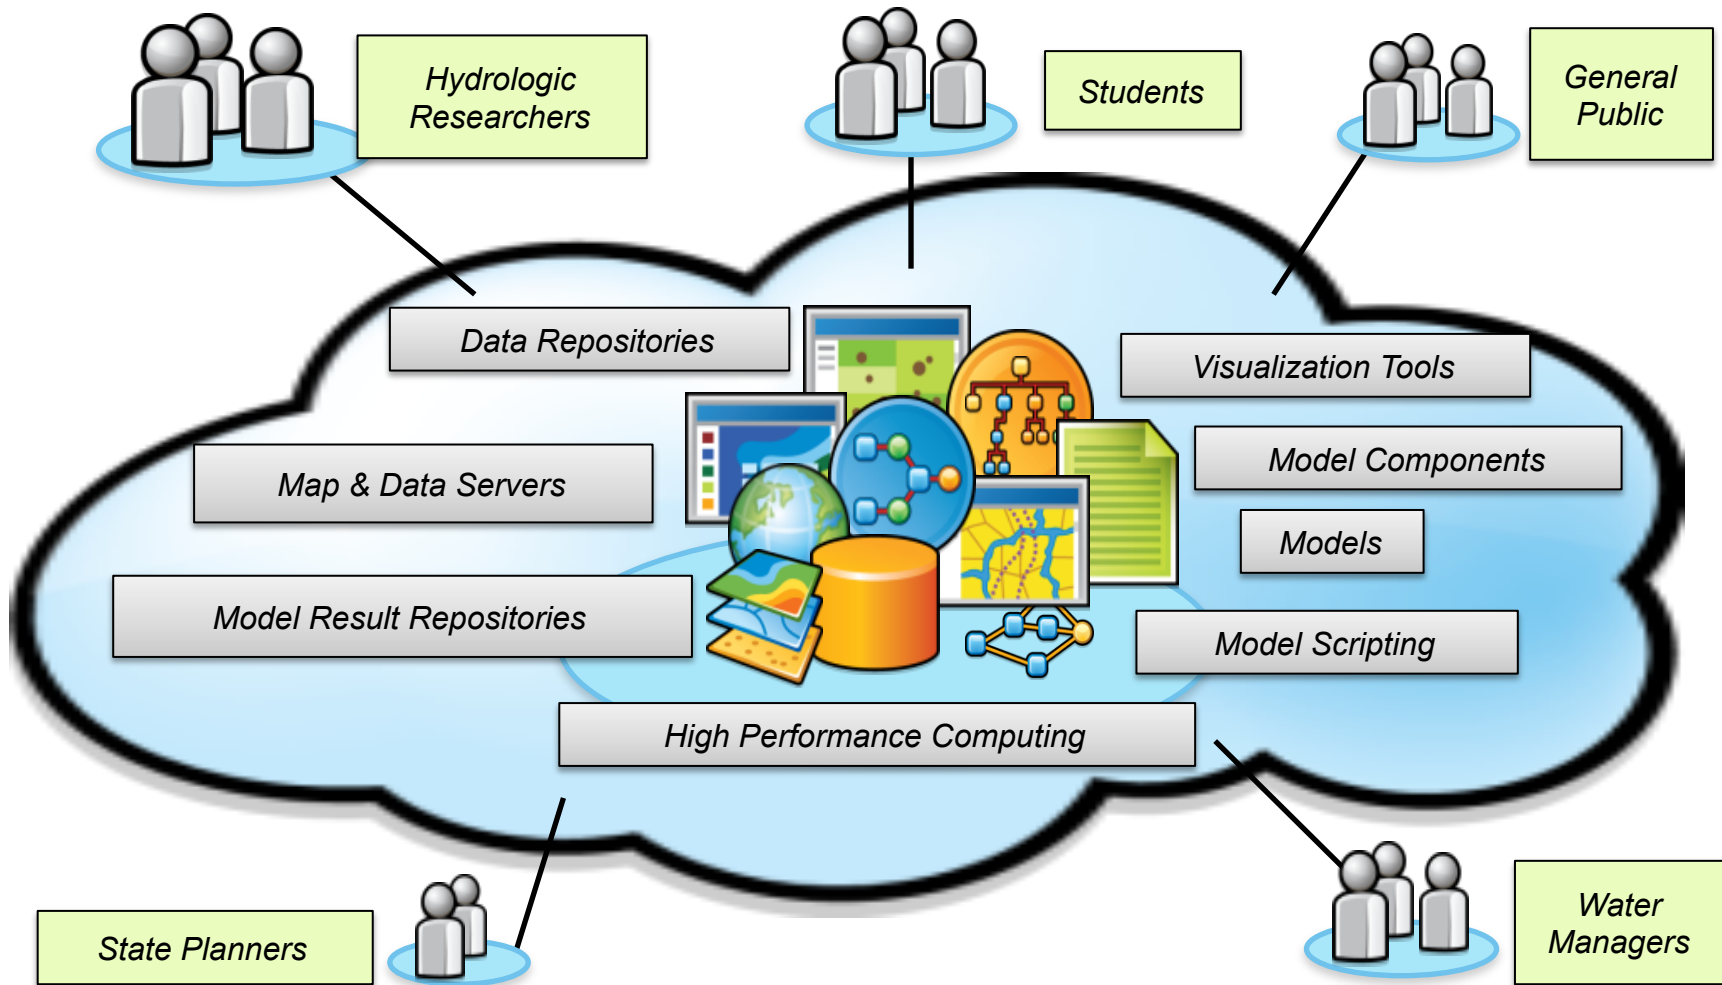 Hydrologic
Researchers
Students
General
Public
Data Repositories
Visualization Tools
Map & Data Servers
Model Components
Models
Model Result Repositories
Model Scripting
High Performance Computing
State Planners
Water
Managers